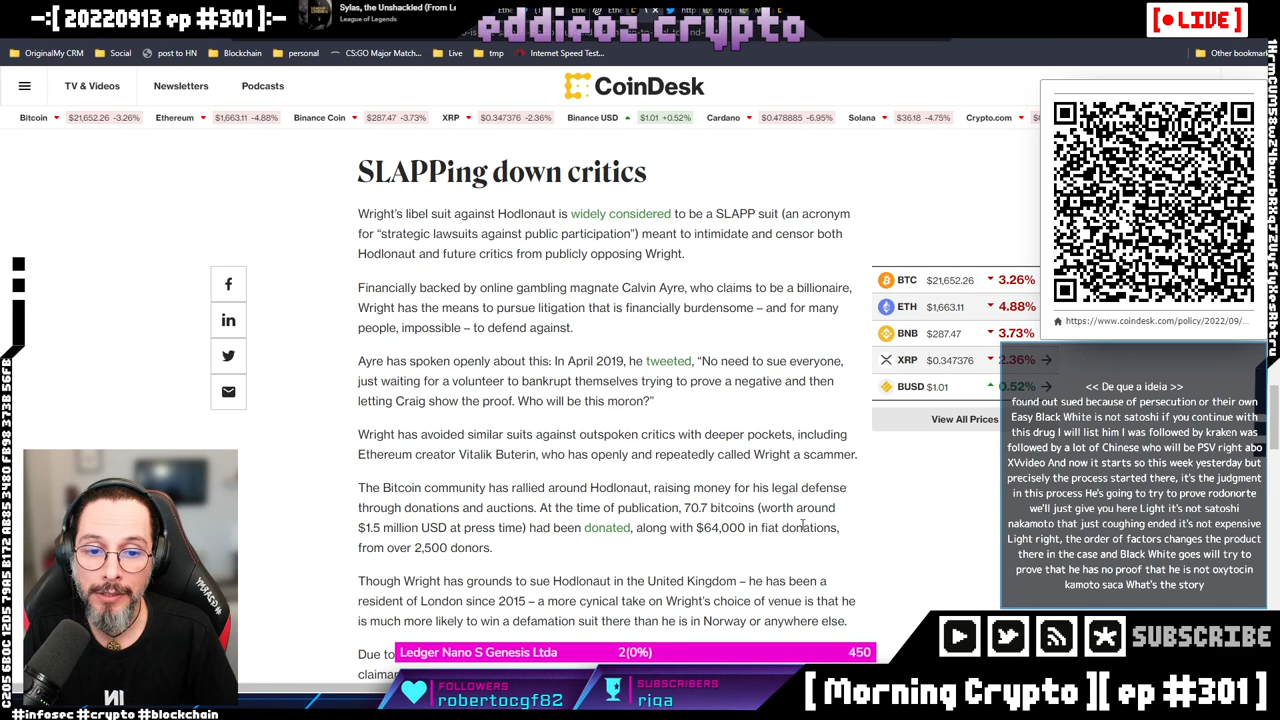 -:[ 20220913 ep #301]:-
Sylas, the Unshackled (From Le
League of Legends
eddieoz.crypto
[ LIVE ]
OriginalMy CRM
Social
post to HN
Blockchain
personal
CS:GO Major Match...
Live
tmp
Internet Speed Test...
Other bookmar
TV & Videos
Newsletters
Podcasts
CoinDesk
Bitcoin $21,652.26 -3.26%
Ethereum $1,663.11 -4.88%
Binance Coin $287.47 -3.73%
XRP $0.347376 -2.36%
Binance USD $1.01 +0.52%
Cardano $0.478885 -6.95%
Solana $36.18 -4.75%
Crypto.com
SLAPPing down critics
Wright's libel suit against Hodlonaut is widely considered to be a SLAPP suit (an acronym
for “strategic lawsuits against public participation”) meant to intimidate and censor both
Hodlonaut and future critics from publicly opposing Wright.
Financially backed by online gambling magnate Calvin Ayre, who claims to be a billionaire,
Wright has the means to pursue litigation that is financially burdensome – and for many
people, impossible – to defend against.
Ayre has spoken openly about this: In April 2019, he tweeted, “No need to sue everyone,
just waiting for a volunteer to bankrupt themselves trying to prove a negative and then
letting Craig show the proof. Who will be this moron?”
Wright has avoided similar suits against outspoken critics with deeper pockets, including
Ethereum creator Vitalik Buterin, who has openly and repeatedly called Wright a scammer.
The Bitcoin community has rallied around Hodlonaut, raising money for his legal defense
through donations and auctions. At the time of publication, 70.7 bitcoins (worth around
$1.5 million USD at press time) had been donated, along with $64,000 in fiat donations,
from over 2,500 donors.
Though Wright has grounds to sue Hodlonaut in the United Kingdom – he has been a
resident of London since 2015 – a more cynical take on Wright's choice of venue is that he
is much more likely to win a defamation suit there than he is in Norway or anywhere else.
Due to
claimar
BTC $21,652.26 3.26%
ETH $1,663.11 4.88%
BNB $287.47 3.73%
XRP $0.347376 2.36%
BUSD $1.01 0.52%
View All Prices
https://www.coindesk.com/policy/2022/09/...
<< De que a ideia >>
found out sued because of persecution or their own
Easy Black White is not satoshi if you continue with
this drug I will list him I was followed by kraken was
followed by a lot of Chinese who will be PSV right abo
XVvideo And now it starts so this week yesterday but
precisely the process started there, it's the judgment
in this process He's going to try to prove rodonorte
we'll just give you here Light it's not satoshi
nakamoto that just coughing ended it's not expensive
Light right, the order of factors changes the product
there in the case and Black White goes will try to
prove that he has no proof that he is not oxytocin
kamoto saca What's the story
Ledger Nano S Genesis Ltda 2(0%) 450
FOLLOWERS
robertocgf82
SUBSCRIBERS
riqa
SUBSCRIBE
[ Morning Crypto ][ ep #301 ]
#infosec #crypto #blockchain